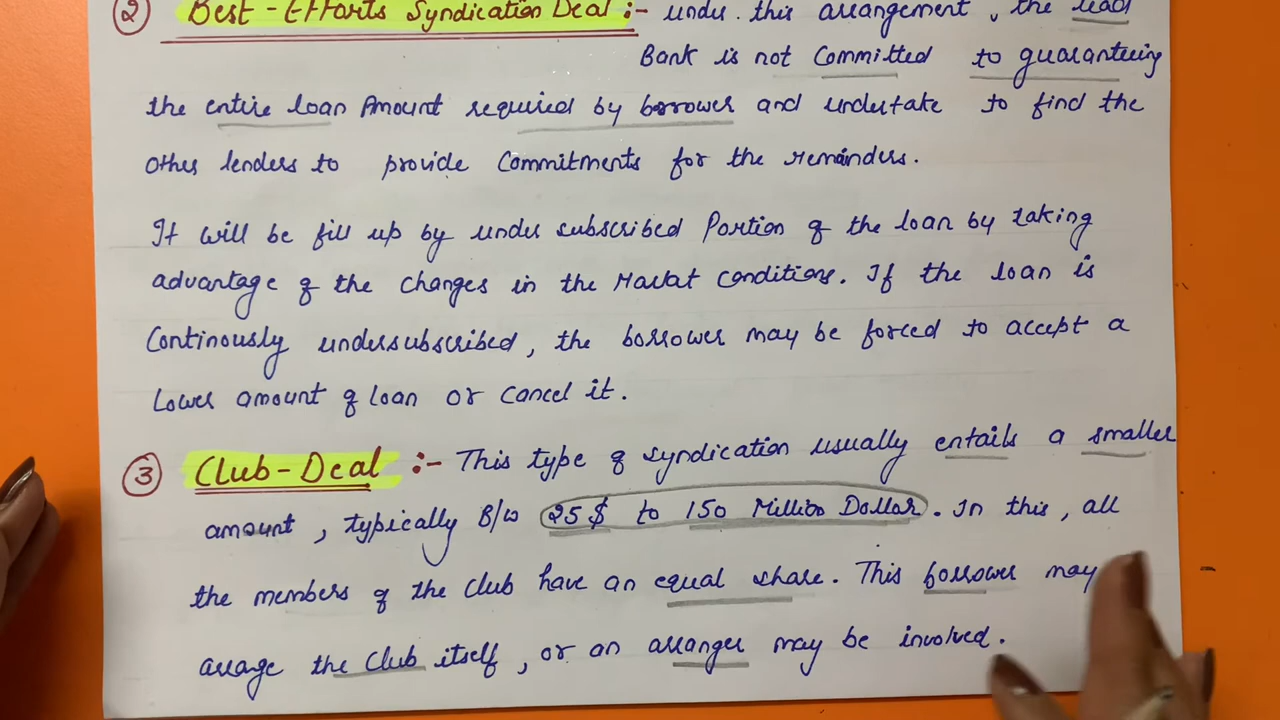 ② Best-Efforts Syndication Deal :- under this arrangement, the lead
Bank is not Committed to guaranteeing
the entire loan Amount required by borrower and undertake to find the
other lenders to provide Commitments for the remainders.
It will be fill up by under subscribed Portion of the loan by taking
advantage of the changes in the Market Conditions. If the loan is
Continously undersubscribed, the borrower may be forced to accept a
Lower amount of loan or Cancel it.
③ Club-Deal :- This type of syndication usually entails a smaller
amount, typically B/w 25$ to 150 Million Dollar. In this, all
the members of the Club have an equal share. This borrower may
arrage the Club itself, or an arranger may be involved.